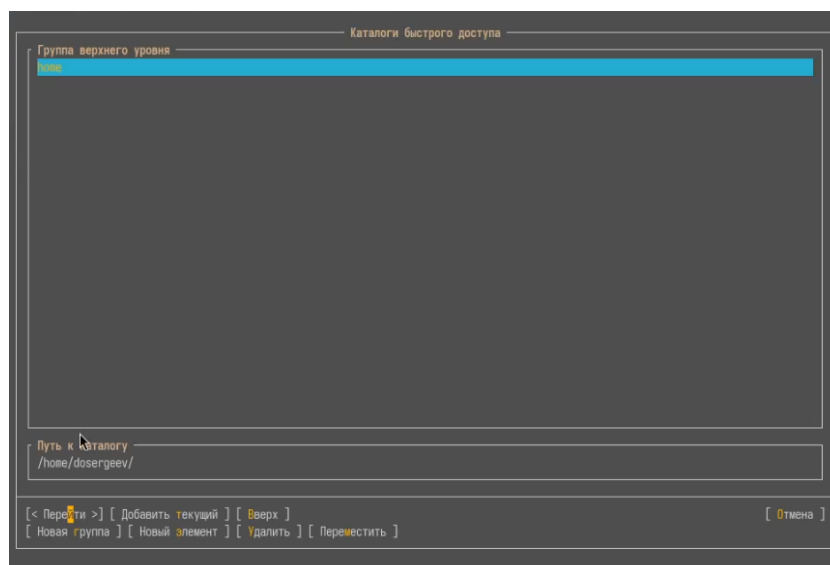 Каталоги быстрого доступа
Группа верхнего уровня
home
Путь к каталогу
/home/dosergeev/
[< Перейти >] [ Добавить текущий ] [ Вверх ] [ Отмена ]
[ Новая группа ] [ Новый элемент ] [ Удалить ] [ Переместить ]